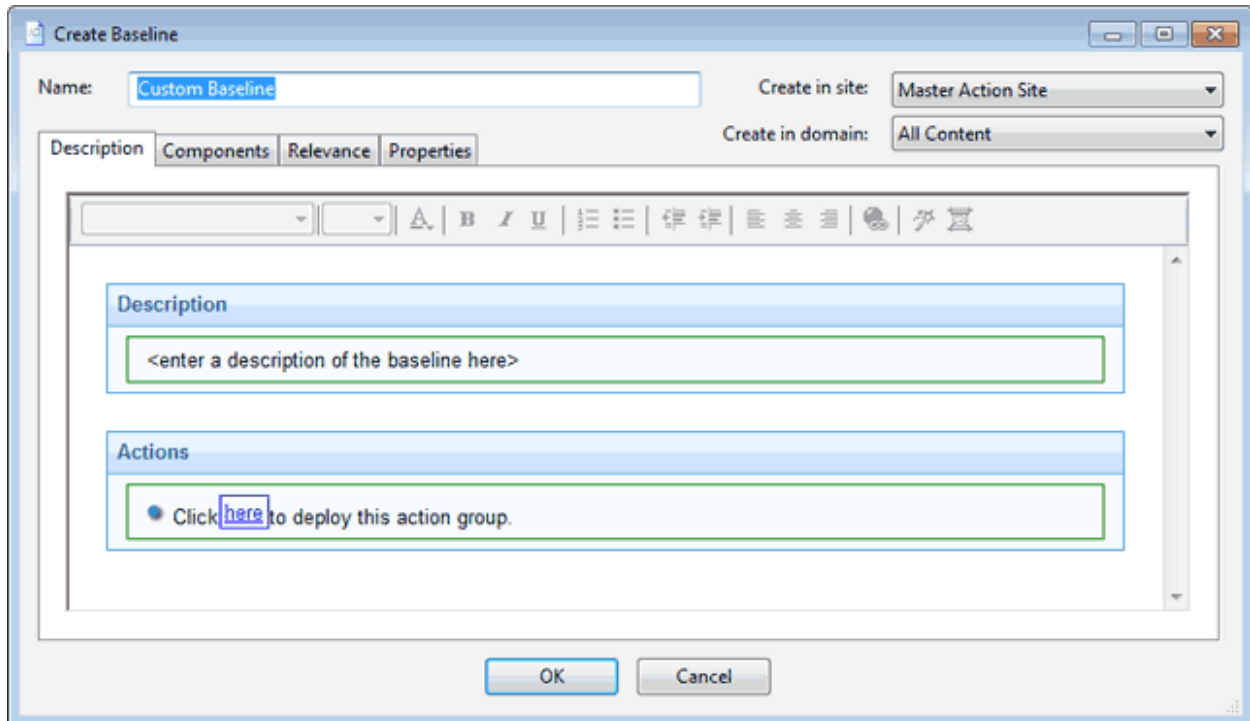 Create Baseline
Name: Custom Baseline Create in site: Master Action Site
Create in domain: All Content
Description Components Relevance Properties
A B I U
Description
<enter a description of the baseline here>
Actions
Click here to deploy this action group.
OK Cancel